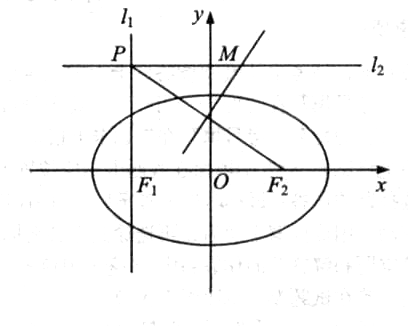 l₁ y
P M l₂
F₁ O F₂ x